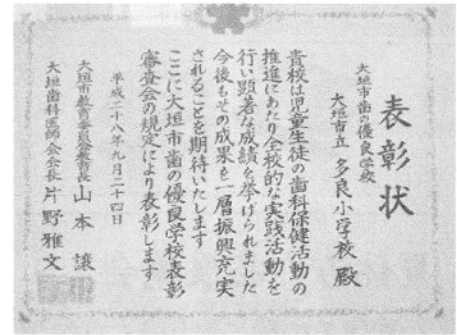 表彰状
大垣市歯の優良学校
大垣市立 多良小学校 殿
貴校は児童生徒の歯科保健活動の
推進にあたり全校的な実践活動を
行い顕著な成績を挙げられました
今後もその成果を一層振興充実
されることを期待いたします
ここに大垣市歯の優良学校表彰
審査会の規定により表彰します
平成二十八年九月二十四日
大垣市教育委員会教育長 山本 譲
大垣歯科医師会会長 片野雅文